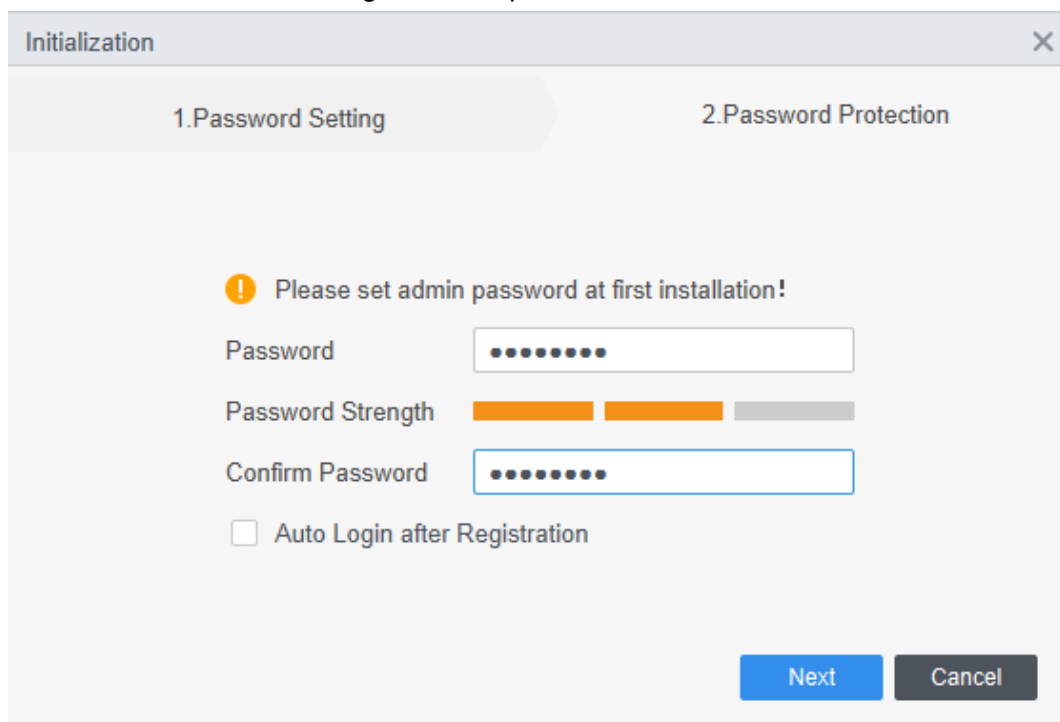 Initialization
1.Password Setting
2.Password Protection
Please set admin password at first installation!
Password
Password Strength
Confirm Password
Auto Login after Registration
Next
Cancel